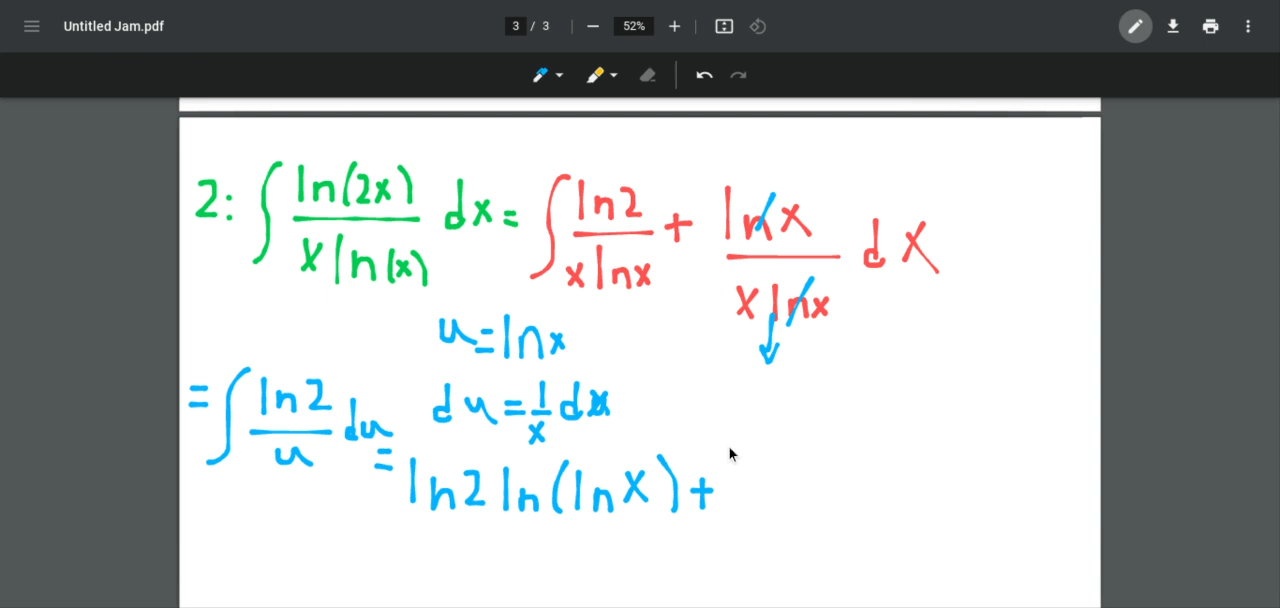 Untitled Jam.pdf
3 / 3
52%
2: ∫ ln(2x) / x ln(x) dx = ∫ ln2 / x lnx + lnx / x lnx dx
u = lnx
= ∫ ln2 / u du
du = 1/x dx
= ln2 ln(lnx) +